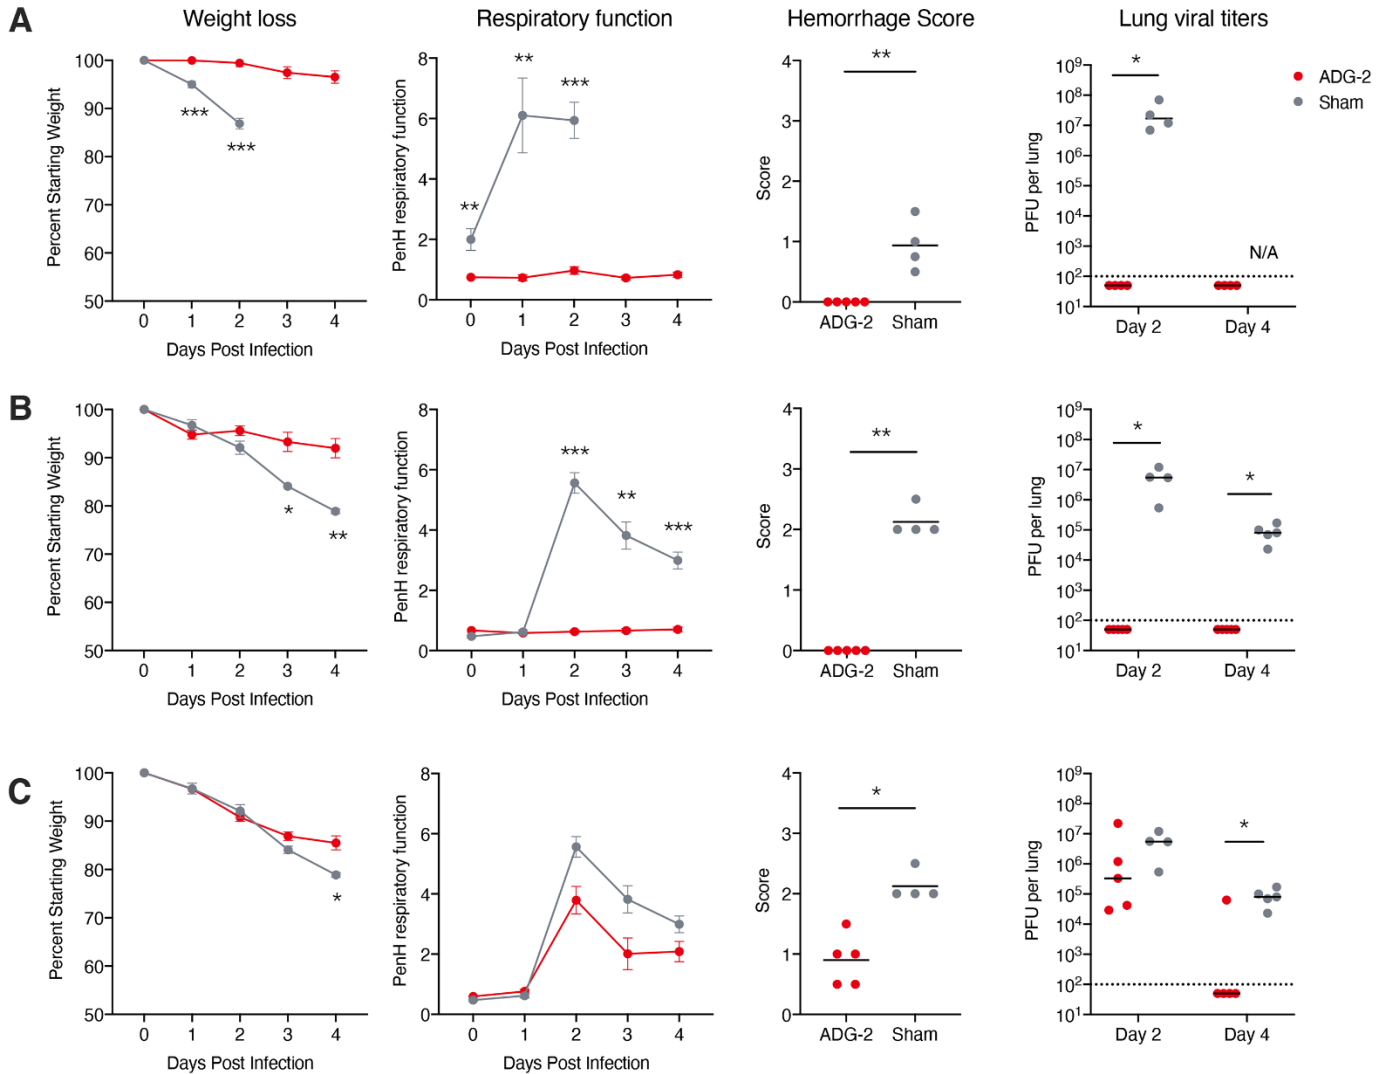 A
Weight loss
Respiratory function
Hemorrhage Score
Lung viral titers
Percent Starting Weight
100
90
80
70
60
50
***
***
0 1 2 3 4
Days Post Infection
PenH respiratory function
8
6
4
2
0
**
**
***
0 1 2 3 4
Days Post Infection
Score
4
3
2
1
0
**
ADG-2 Sham
PFU per lung
10⁹
10⁸
10⁷
10⁶
10⁵
10⁴
10³
10²
10¹
*
N/A
Day 2 Day 4
ADG-2
Sham
B
Percent Starting Weight
100
90
80
70
60
50
*
**
0 1 2 3 4
Days Post Infection
PenH respiratory function
8
6
4
2
0
***
**
***
0 1 2 3 4
Days Post Infection
Score
4
3
2
1
0
**
ADG-2 Sham
PFU per lung
10⁹
10⁸
10⁷
10⁶
10⁵
10⁴
10³
10²
10¹
*
*
Day 2 Day 4
C
Percent Starting Weight
100
90
80
70
60
50
*
0 1 2 3 4
Days Post Infection
PenH respiratory function
8
6
4
2
0
0 1 2 3 4
Days Post Infection
Score
4
3
2
1
0
*
ADG-2 Sham
PFU per lung
10⁹
10⁸
10⁷
10⁶
10⁵
10⁴
10³
10²
10¹
*
Day 2 Day 4